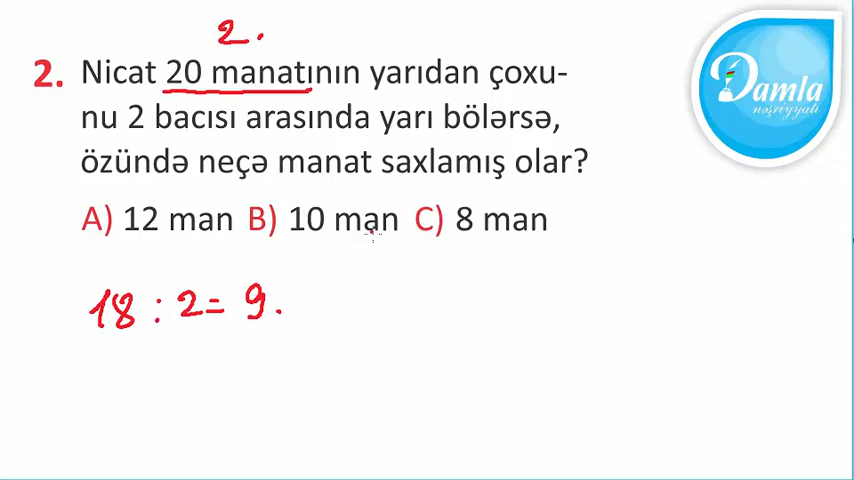 2.
2. Nicat 20 manatının yarıdan çoxu-
nu 2 bacısı arasında yarı bölərsə,
özündə neçə manat saxlamış olar?
A) 12 man B) 10 man C) 8 man
18 : 2 = 9.
Damla
nəşriyyatı